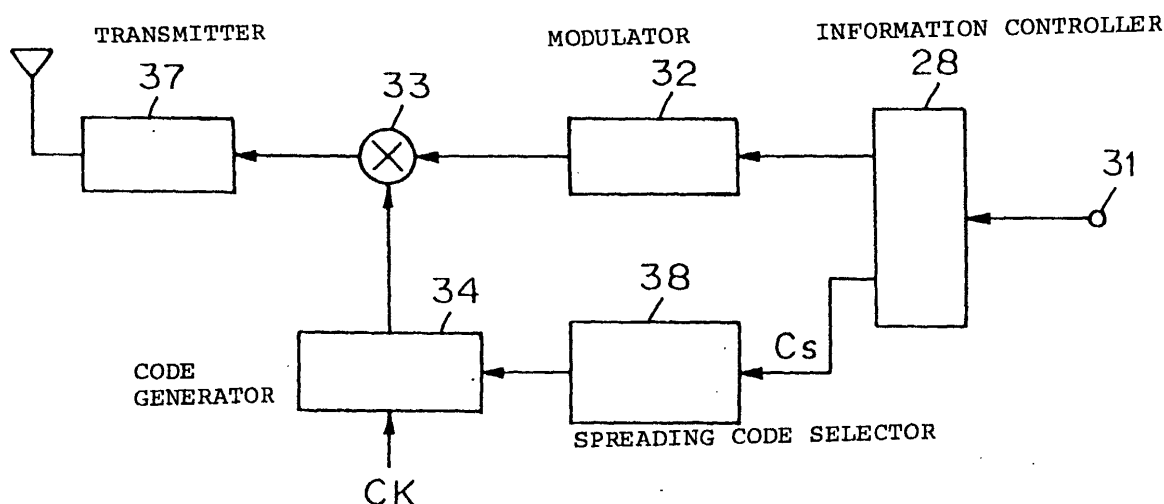 TRANSMITTER
MODULATOR
INFORMATION CONTROLLER
37
33
32
28
31
34
38
Cs
CODE
GENERATOR
SPREADING CODE SELECTOR
CK